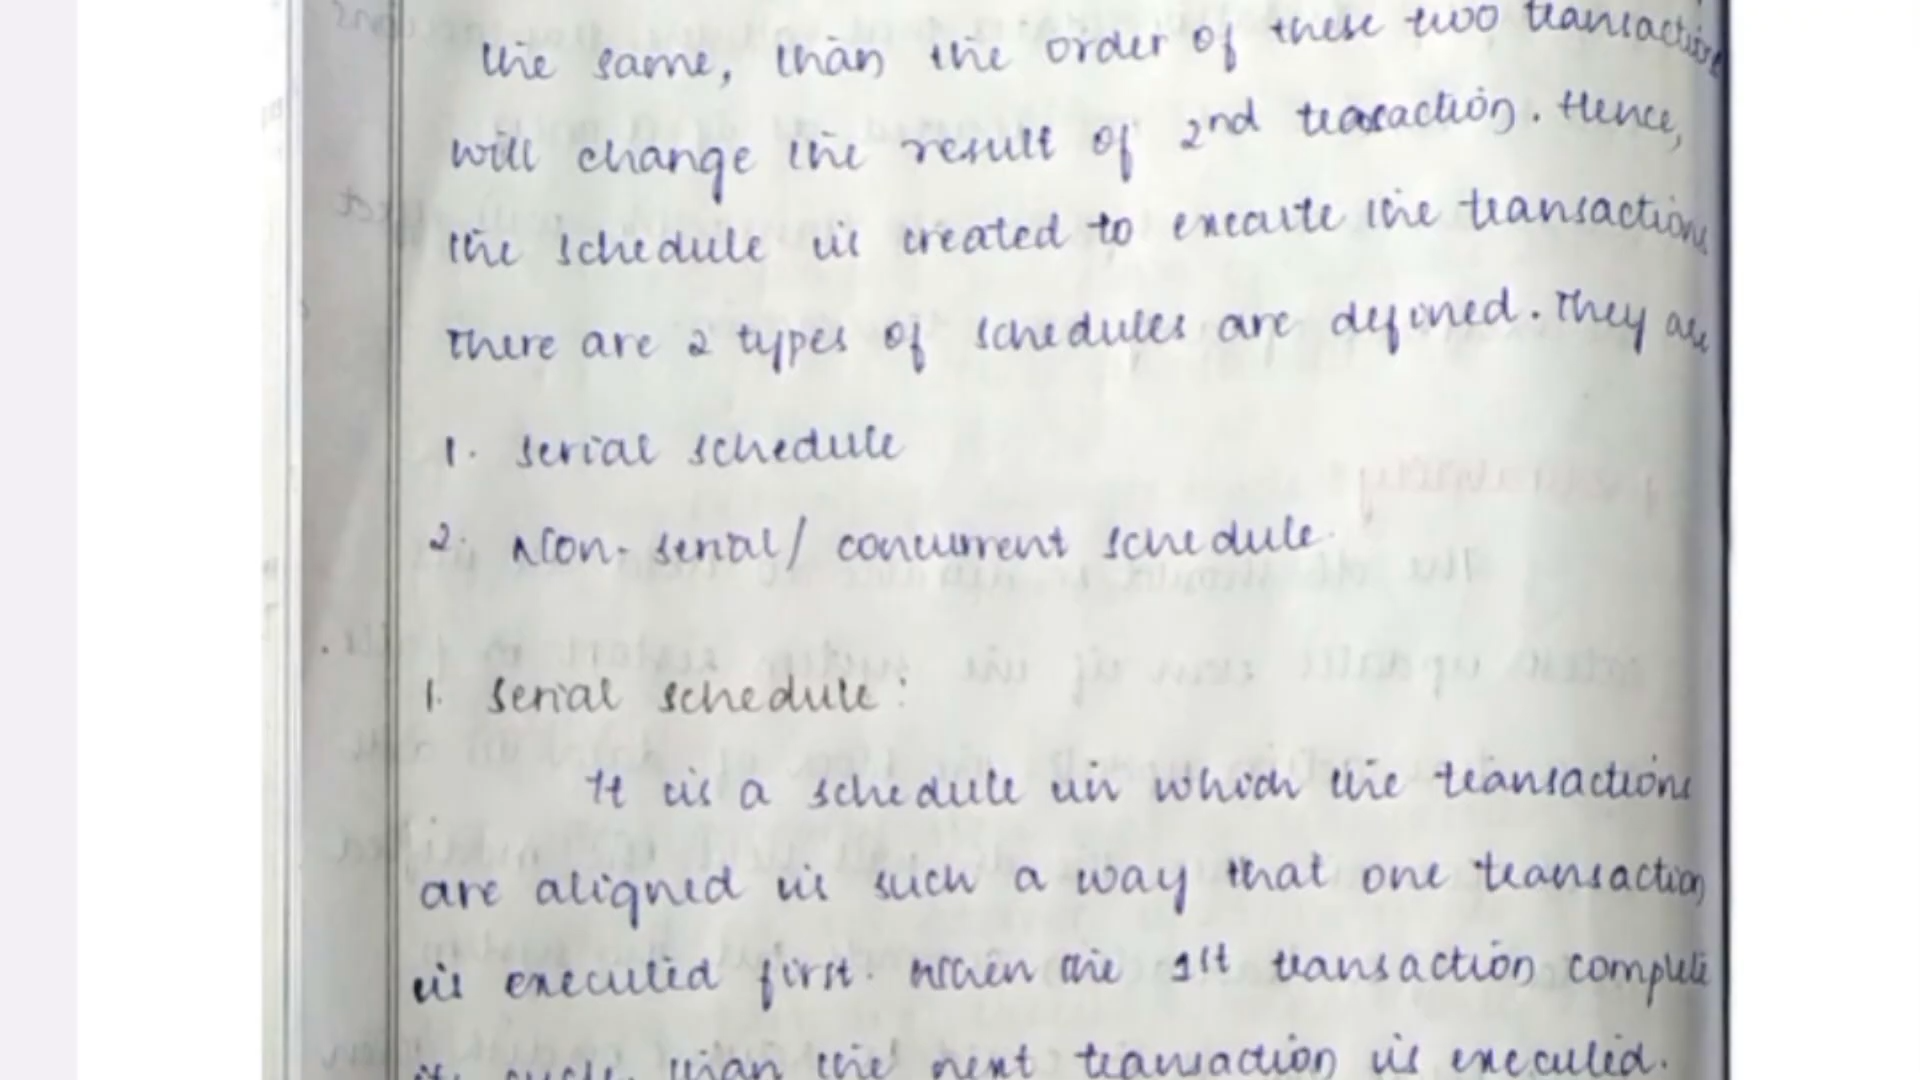 the same, than the order of these two transactions
will change the result of 2nd trasaction. Hence,
the schedule is created to execute the transactions
There are 2 types of schedules are defined. They are
1. serial schedule
2. Non-serial/ concurrent schedule.
1. serial schedule:
It is a schedule in which the transactions
are aligned is such a way that one transaction
is executed first. When the 1st transaction complete
cycle, than the next transaction is executed.